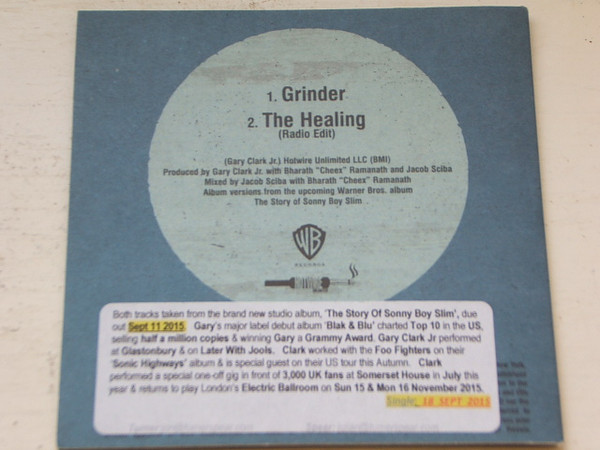 1. Grinder
2. The Healing
(Radio Edit)
(Gary Clark Jr.) Hotwire Unlimited LLC (BMI)
Produced by Gary Clark Jr. with Bharath "Cheex" Ramanath and Jacob Sciba
Mixed by Jacob Sciba with Bharath "Cheex" Ramanath
Album versions from the upcoming Warner Bros. album
The Story of Sonny Boy Slim
WB
RECORDS
Both tracks taken from the brand new studio album, 'The Story Of Sonny Boy Slim', due
out Sept 11 2015. Gary's major label debut album 'Blak & Blu' charted Top 10 in the US,
selling half a million copies & winning Gary a Grammy Award. Gary Clark Jr performed
at Glastonbury & on Later With Jools. Clark worked with the Foo Fighters on their
'Sonic Highways' album & is special guest on their US tour this Autumn. Clark
performed a special one-off gig in front of 3,000 UK fans at Somerset House in July this
year & returns to play London's Electric Ballroom on Sun 15 & Mon 16 November 2015.
Single, 18 SEPT 2015